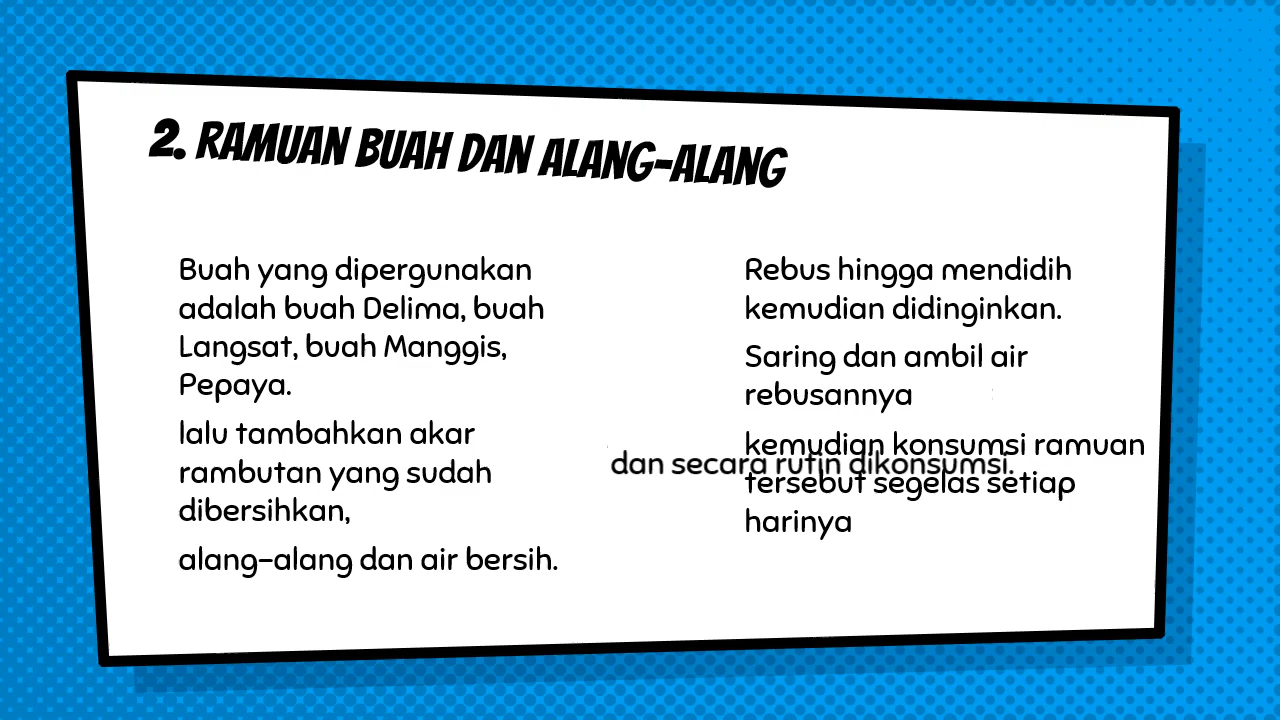 2. RAMUAN BUAH DAN ALANG-ALANG
Buah yang dipergunakan
adalah buah Delima, buah
Langsat, buah Manggis,
Pepaya.
lalu tambahkan akar
rambutan yang sudah
dibersihkan,
alang-alang dan air bersih.
Rebus hingga mendidih
kemudian didinginkan.
Saring dan ambil air
rebusannya
kemudian konsumsi ramuan
tersebut segelas setiap
harinya
dan secara rutin dikonsumsi.